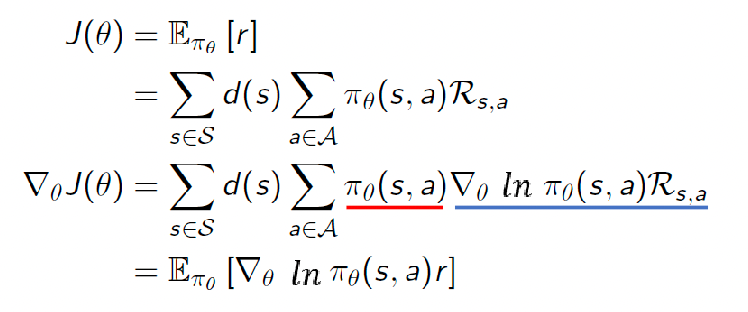 J(θ) = 𝔼_{π_θ} [r]
= ∑_{s∈𝒮} d(s) ∑_{a∈𝒜} π_θ(s, a)ℛ_{s,a}
∇_θ J(θ) = ∑_{s∈𝒮} d(s) ∑_{a∈𝒜} π_θ(s, a)∇_θ ln π_θ(s, a)ℛ_{s,a}
= 𝔼_{π_θ} [∇_θ ln π_θ(s, a)r]